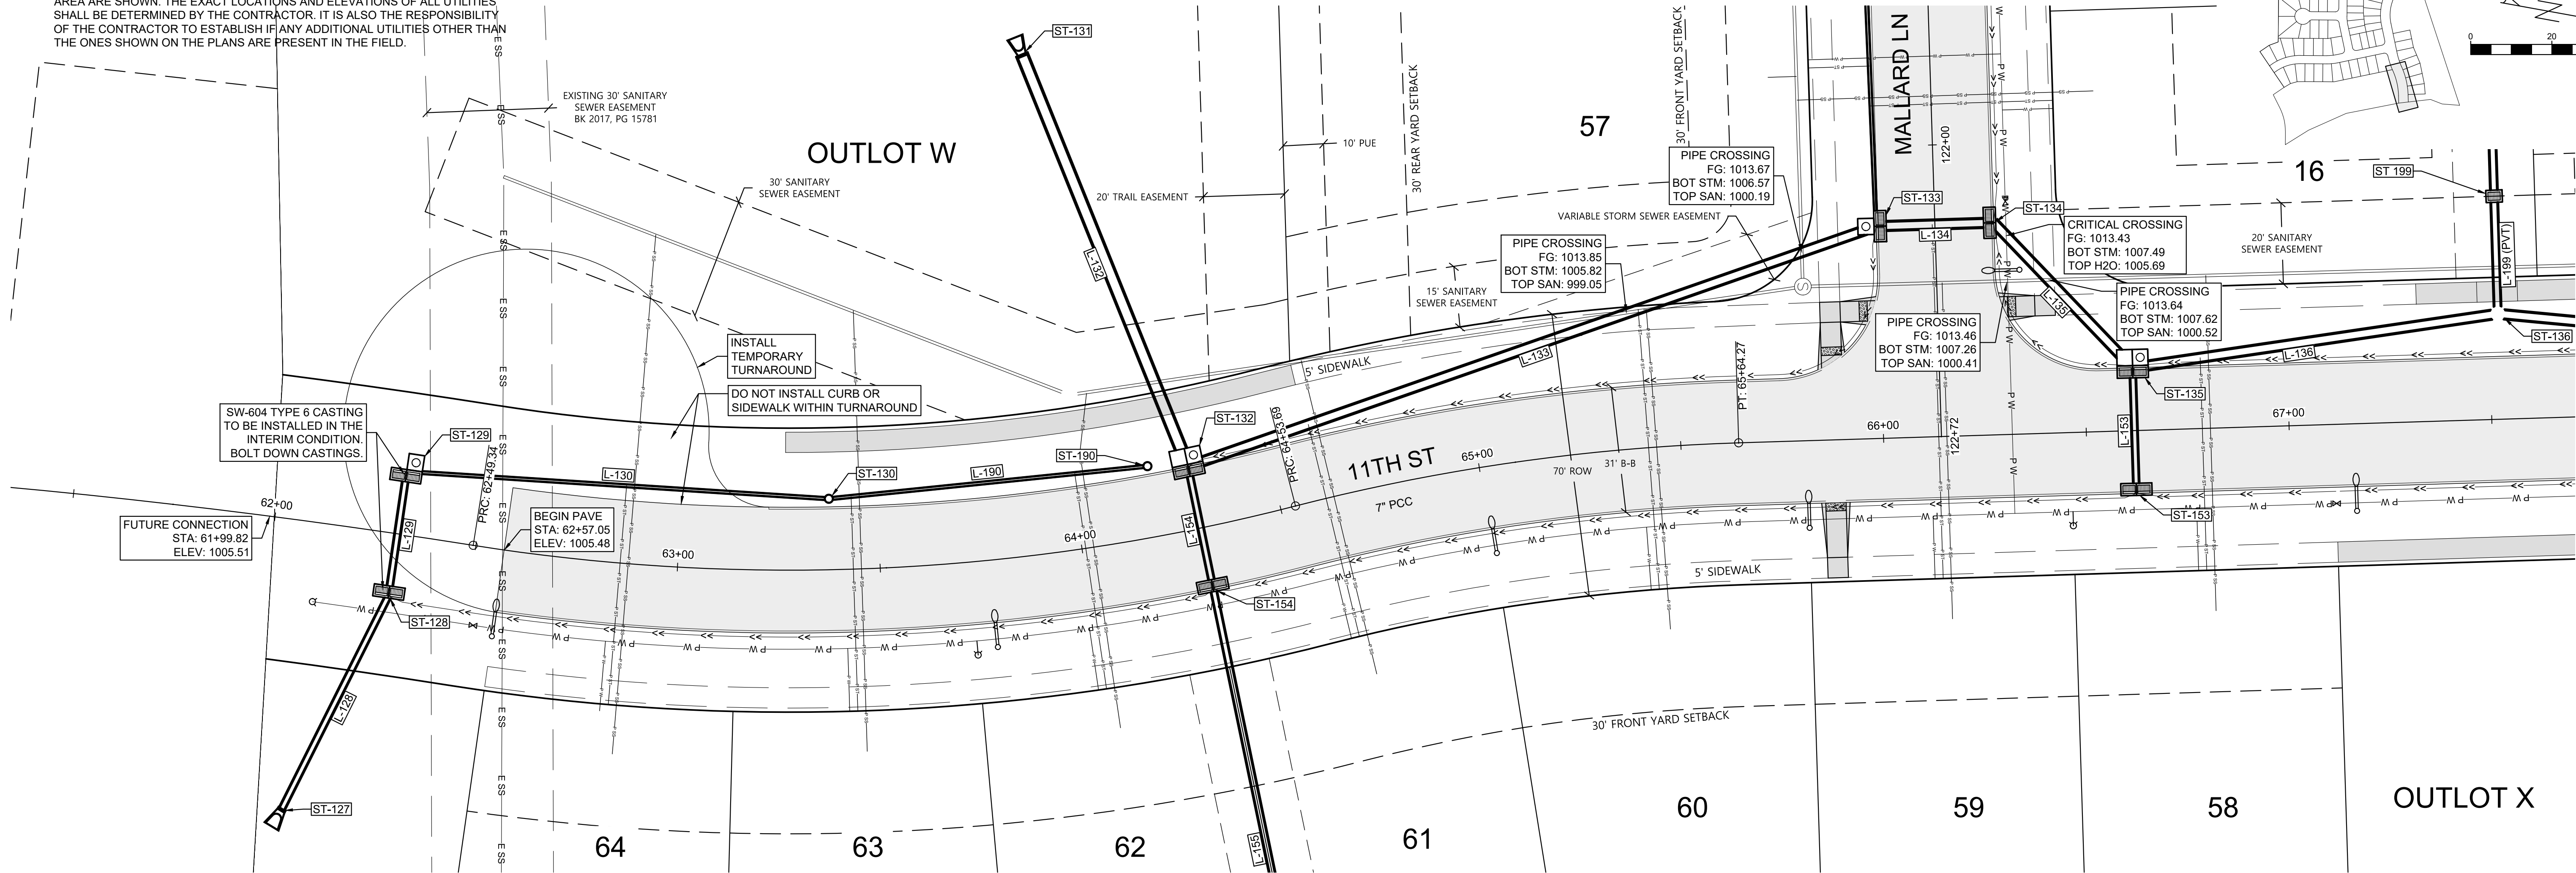 AREA ARE SHOWN. THE EXACT LOCATIONS AND ELEVATIONS OF ALL UTILITIES
SHALL BE DETERMINED BY THE CONTRACTOR. IT IS ALSO THE RESPONSIBILITY
OF THE CONTRACTOR TO ESTABLISH IF ANY ADDITIONAL UTILITIES OTHER THAN
THE ONES SHOWN ON THE PLANS ARE PRESENT IN THE FIELD.
EXISTING 30' SANITARY
SEWER EASEMENT
BK 2017, PG 15781
OUTLOT W
30' SANITARY
SEWER EASEMENT
ST-131
L-132
20' TRAIL EASEMENT
10' PUE
30' REAR YARD SETBACK
57
30' FRONT YARD SETBACK
VARIABLE STORM SEWER EASEMENT
15' SANITARY
SEWER EASEMENT
PIPE CROSSING
FG: 1013.67
BOT STM: 1006.57
TOP SAN: 1000.19
PIPE CROSSING
FG: 1013.85
BOT STM: 1005.82
TOP SAN: 999.05
MALLARD LN
122+00
ST-133
L-134
ST-134
CRITICAL CROSSING
FG: 1013.43
BOT STM: 1007.49
TOP H2O: 1005.69
PIPE CROSSING
FG: 1013.64
BOT STM: 1007.62
TOP SAN: 1000.52
PIPE CROSSING
FG: 1013.46
BOT STM: 1007.26
TOP SAN: 1000.41
L-135
16
ST 199
20' SANITARY
SEWER EASEMENT
L-199 (PVT)
0
20
ST-136
L-136
ST-135
L-153
ST-153
INSTALL
TEMPORARY
TURNAROUND
DO NOT INSTALL CURB OR
SIDEWALK WITHIN TURNAROUND
SW-604 TYPE 6 CASTING
TO BE INSTALLED IN THE
INTERIM CONDITION.
BOLT DOWN CASTINGS.
ST-129
PRC: 62+49.34
L-130
ST-130
L-190
ST-190
ST-132
PRC: 64+53.69
L-133
5' SIDEWALK
PT: 65+64.27
62+00
63+00
64+00
65+00
66+00
67+00
122+72
11TH ST
7" PCC
70' ROW
31' B-B
FUTURE CONNECTION
STA: 61+99.82
ELEV: 1005.51
BEGIN PAVE
STA: 62+57.05
ELEV: 1005.48
L-129
ST-128
L-128
ST-127
L-154
ST-154
L-155
5' SIDEWALK
30' FRONT YARD SETBACK
64
63
62
61
60
59
58
OUTLOT X